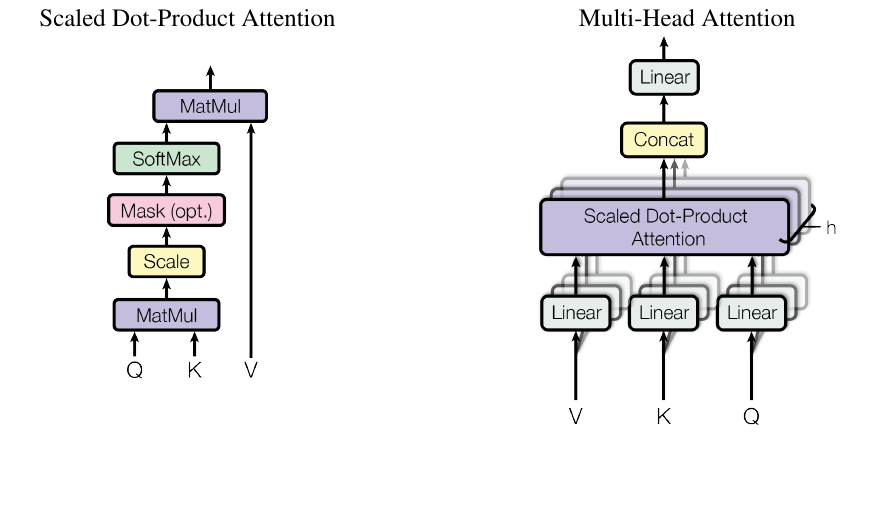 Scaled Dot-Product Attention
MatMul
SoftMax
Mask (opt.)
Scale
MatMul
Q K V
Multi-Head Attention
Linear
Concat
Scaled Dot-Product
Attention
h
Linear Linear Linear
V K Q